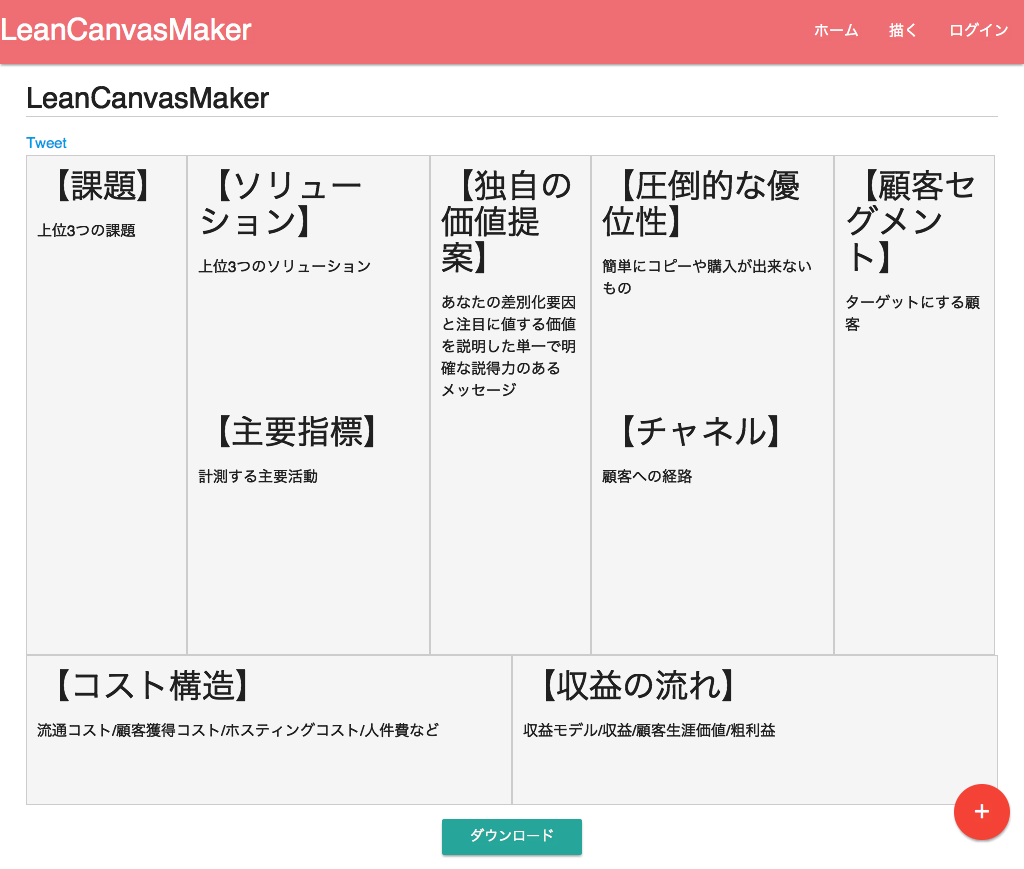 LeanCanvasMaker
ホーム
描く
ログイン
LeanCanvasMaker
Tweet
【課題】
上位3つの課題
【ソリュー
ション】
上位3つのソリューション
【主要指標】
計測する主要活動
【独自の
価値提
案】
あなたの差別化要因
と注目に値する価値
を説明した単一で明
確な説得力のある
メッセージ
【圧倒的な優
位性】
簡単にコピーや購入が出来ない
もの
【チャネル】
顧客への経路
【顧客セ
グメン
ト】
ターゲットにする顧
客
【コスト構造】
流通コスト/顧客獲得コスト/ホスティングコスト/人件費など
【収益の流れ】
収益モデル/収益/顧客生涯価値/粗利益
+
ダウンロード